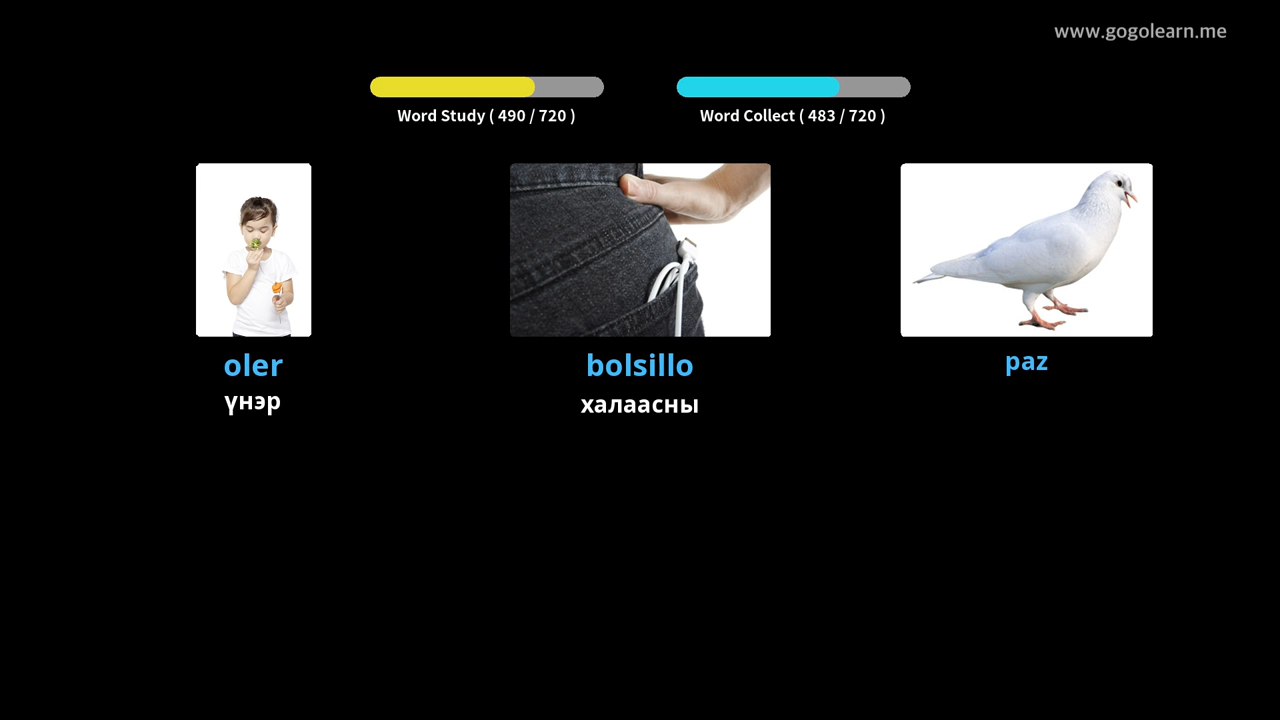 www.gogolearn.me
Word Study ( 490 / 720 )
Word Collect ( 483 / 720 )
oler
bolsillo
paz
үнэр
халаасны